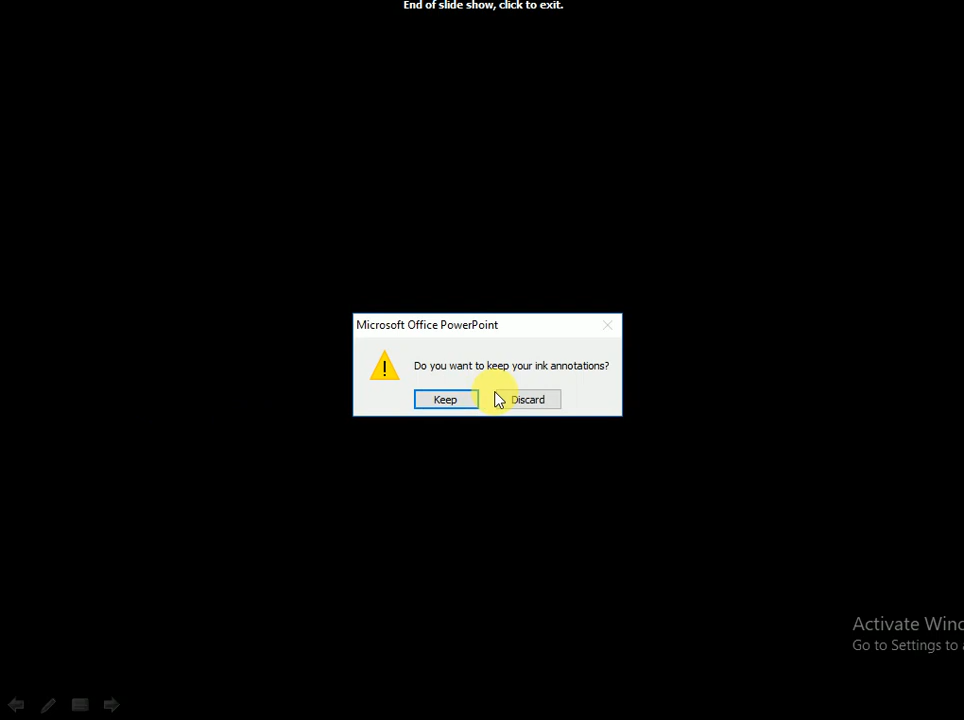 End of slide show, click to exit.
Microsoft Office PowerPoint
Do you want to keep your ink annotations?
Keep
Discard
Activate Wind
Go to Settings to a